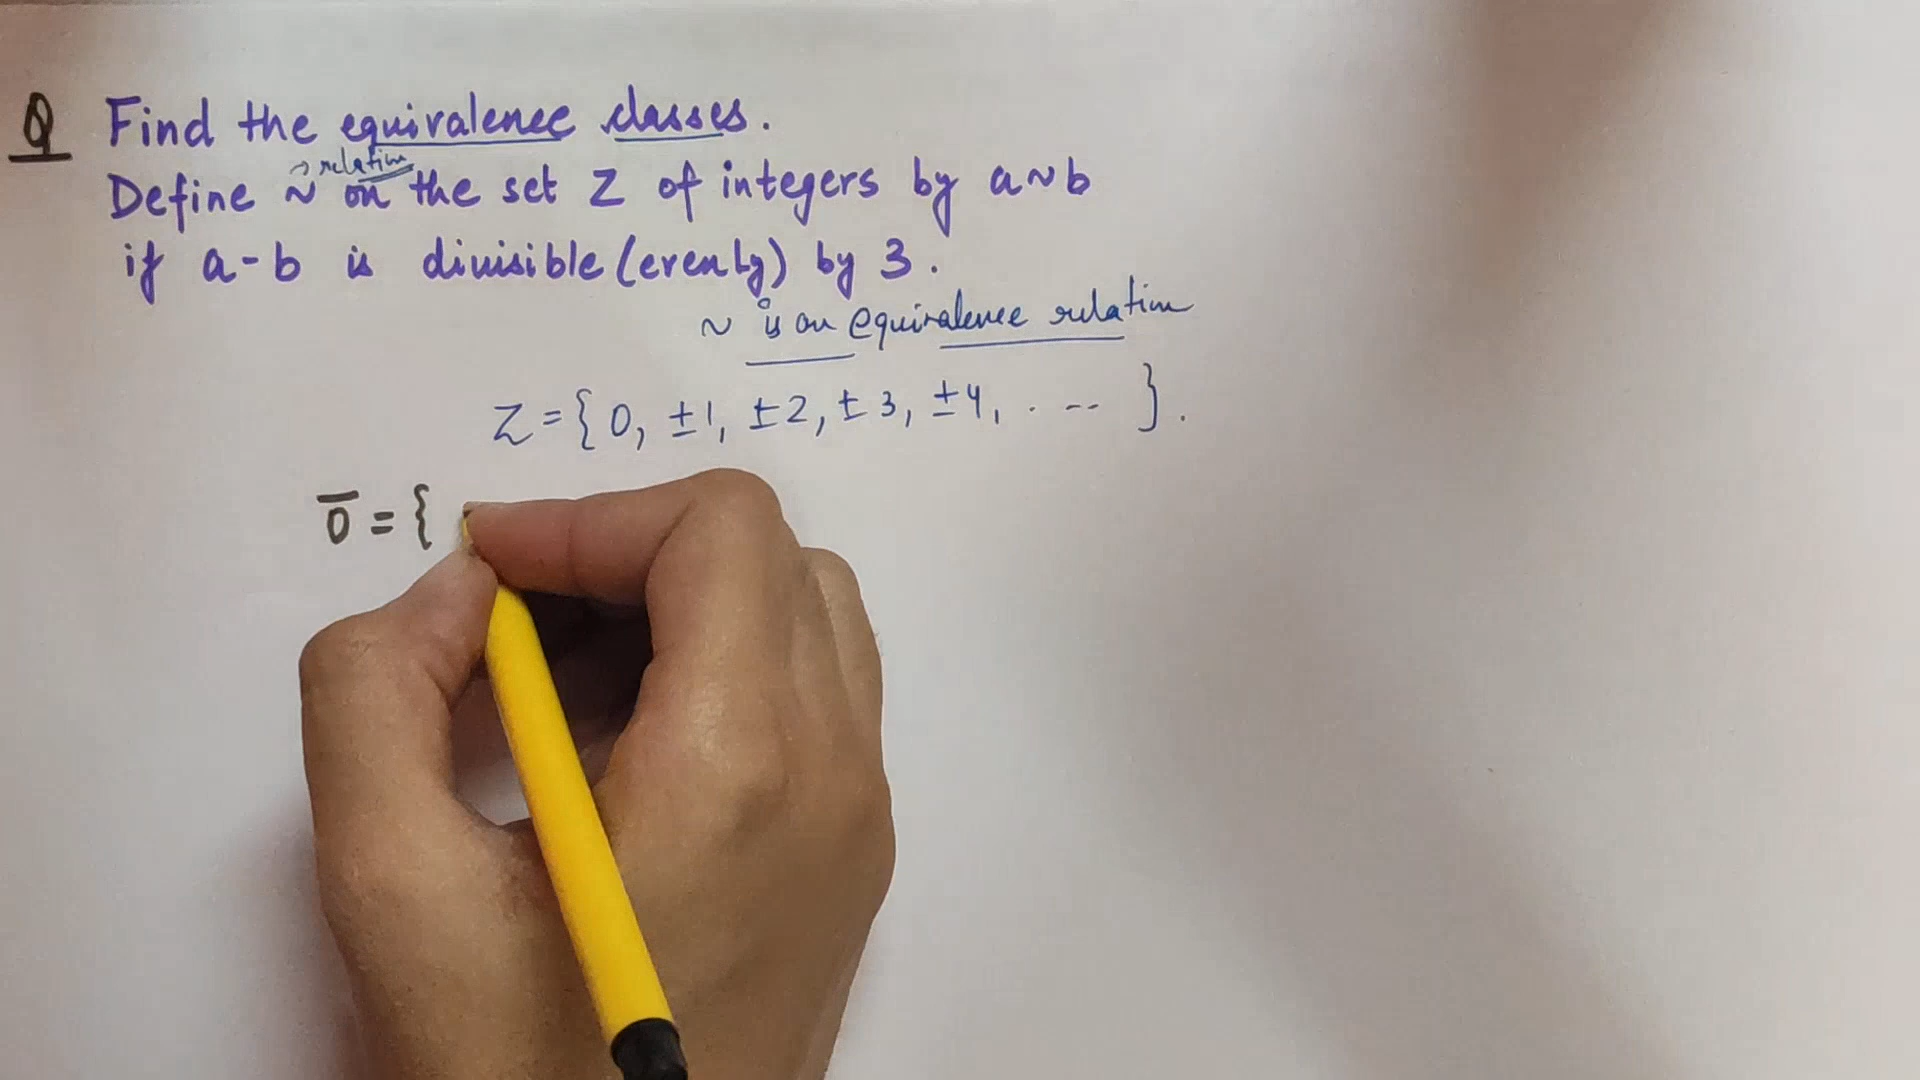 Q Find the equivalence classes.
→ relation
Define ~ on the set Z of integers by a~b
if a-b is divisible (evenly) by 3.
~ is an equivalence relation
Z = { 0, ±1, ±2, ±3, ±4, . -- }.
0̅ = {